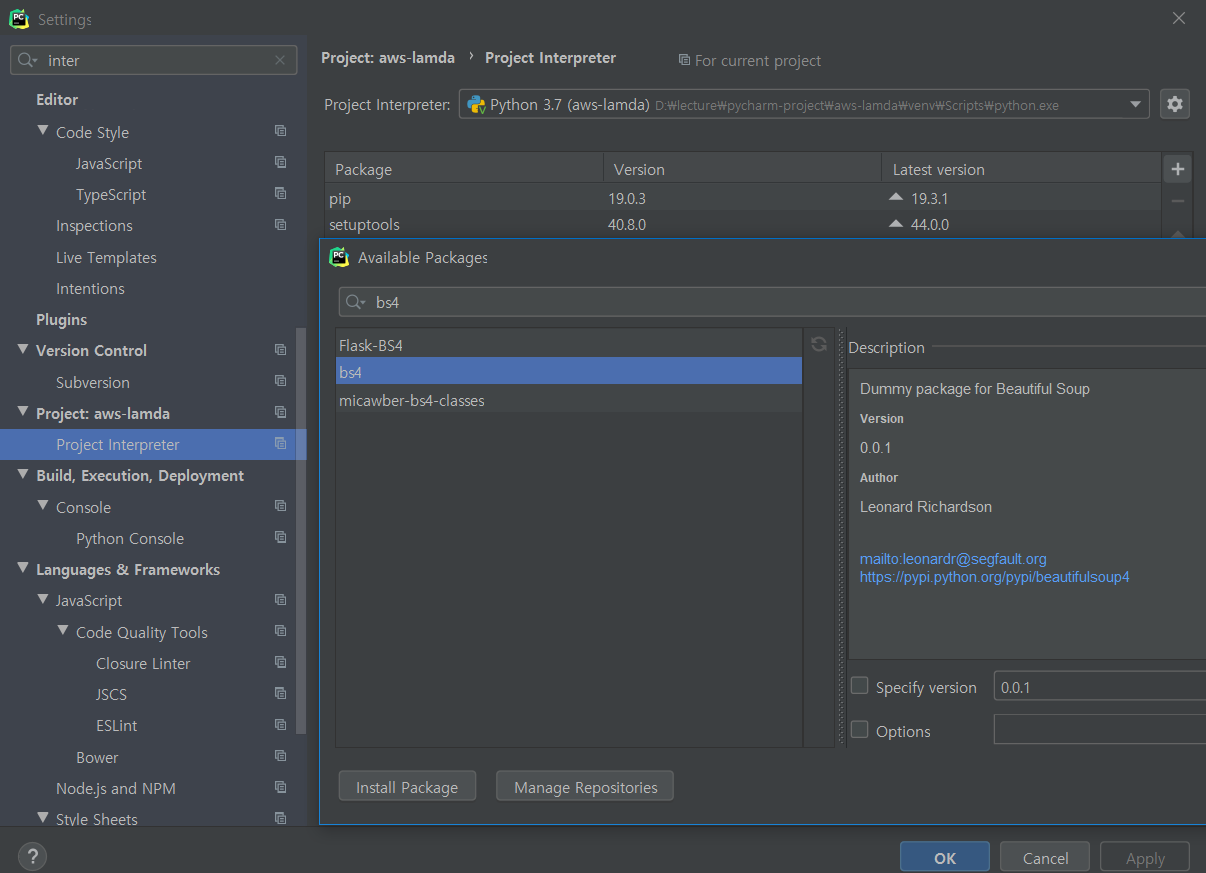 Settings
inter
Editor
Code Style
JavaScript
TypeScript
Inspections
Live Templates
Intentions
Plugins
Version Control
Subversion
Project: aws-lamda
Project Interpreter
Build, Execution, Deployment
Console
Python Console
Languages & Frameworks
JavaScript
Code Quality Tools
Closure Linter
JSCS
ESLint
Bower
Node.js and NPM
Style Sheets
Project: aws-lamda › Project Interpreter For current project
Project Interpreter: Python 3.7 (aws-lamda) D:₩lecture₩pycharm-project₩aws-lamda₩venv₩Scripts₩python.exe
Package Version Latest version
pip 19.0.3 19.3.1
setuptools 40.8.0 44.0.0
Available Packages
bs4
Flask-BS4
bs4
micawber-bs4-classes
Description
Dummy package for Beautiful Soup
Version
0.0.1
Author
Leonard Richardson
mailto:leonardr@segfault.org
https://pypi.python.org/pypi/beautifulsoup4
Specify version 0.0.1
Options
Install Package Manage Repositories
? OK Cancel Apply